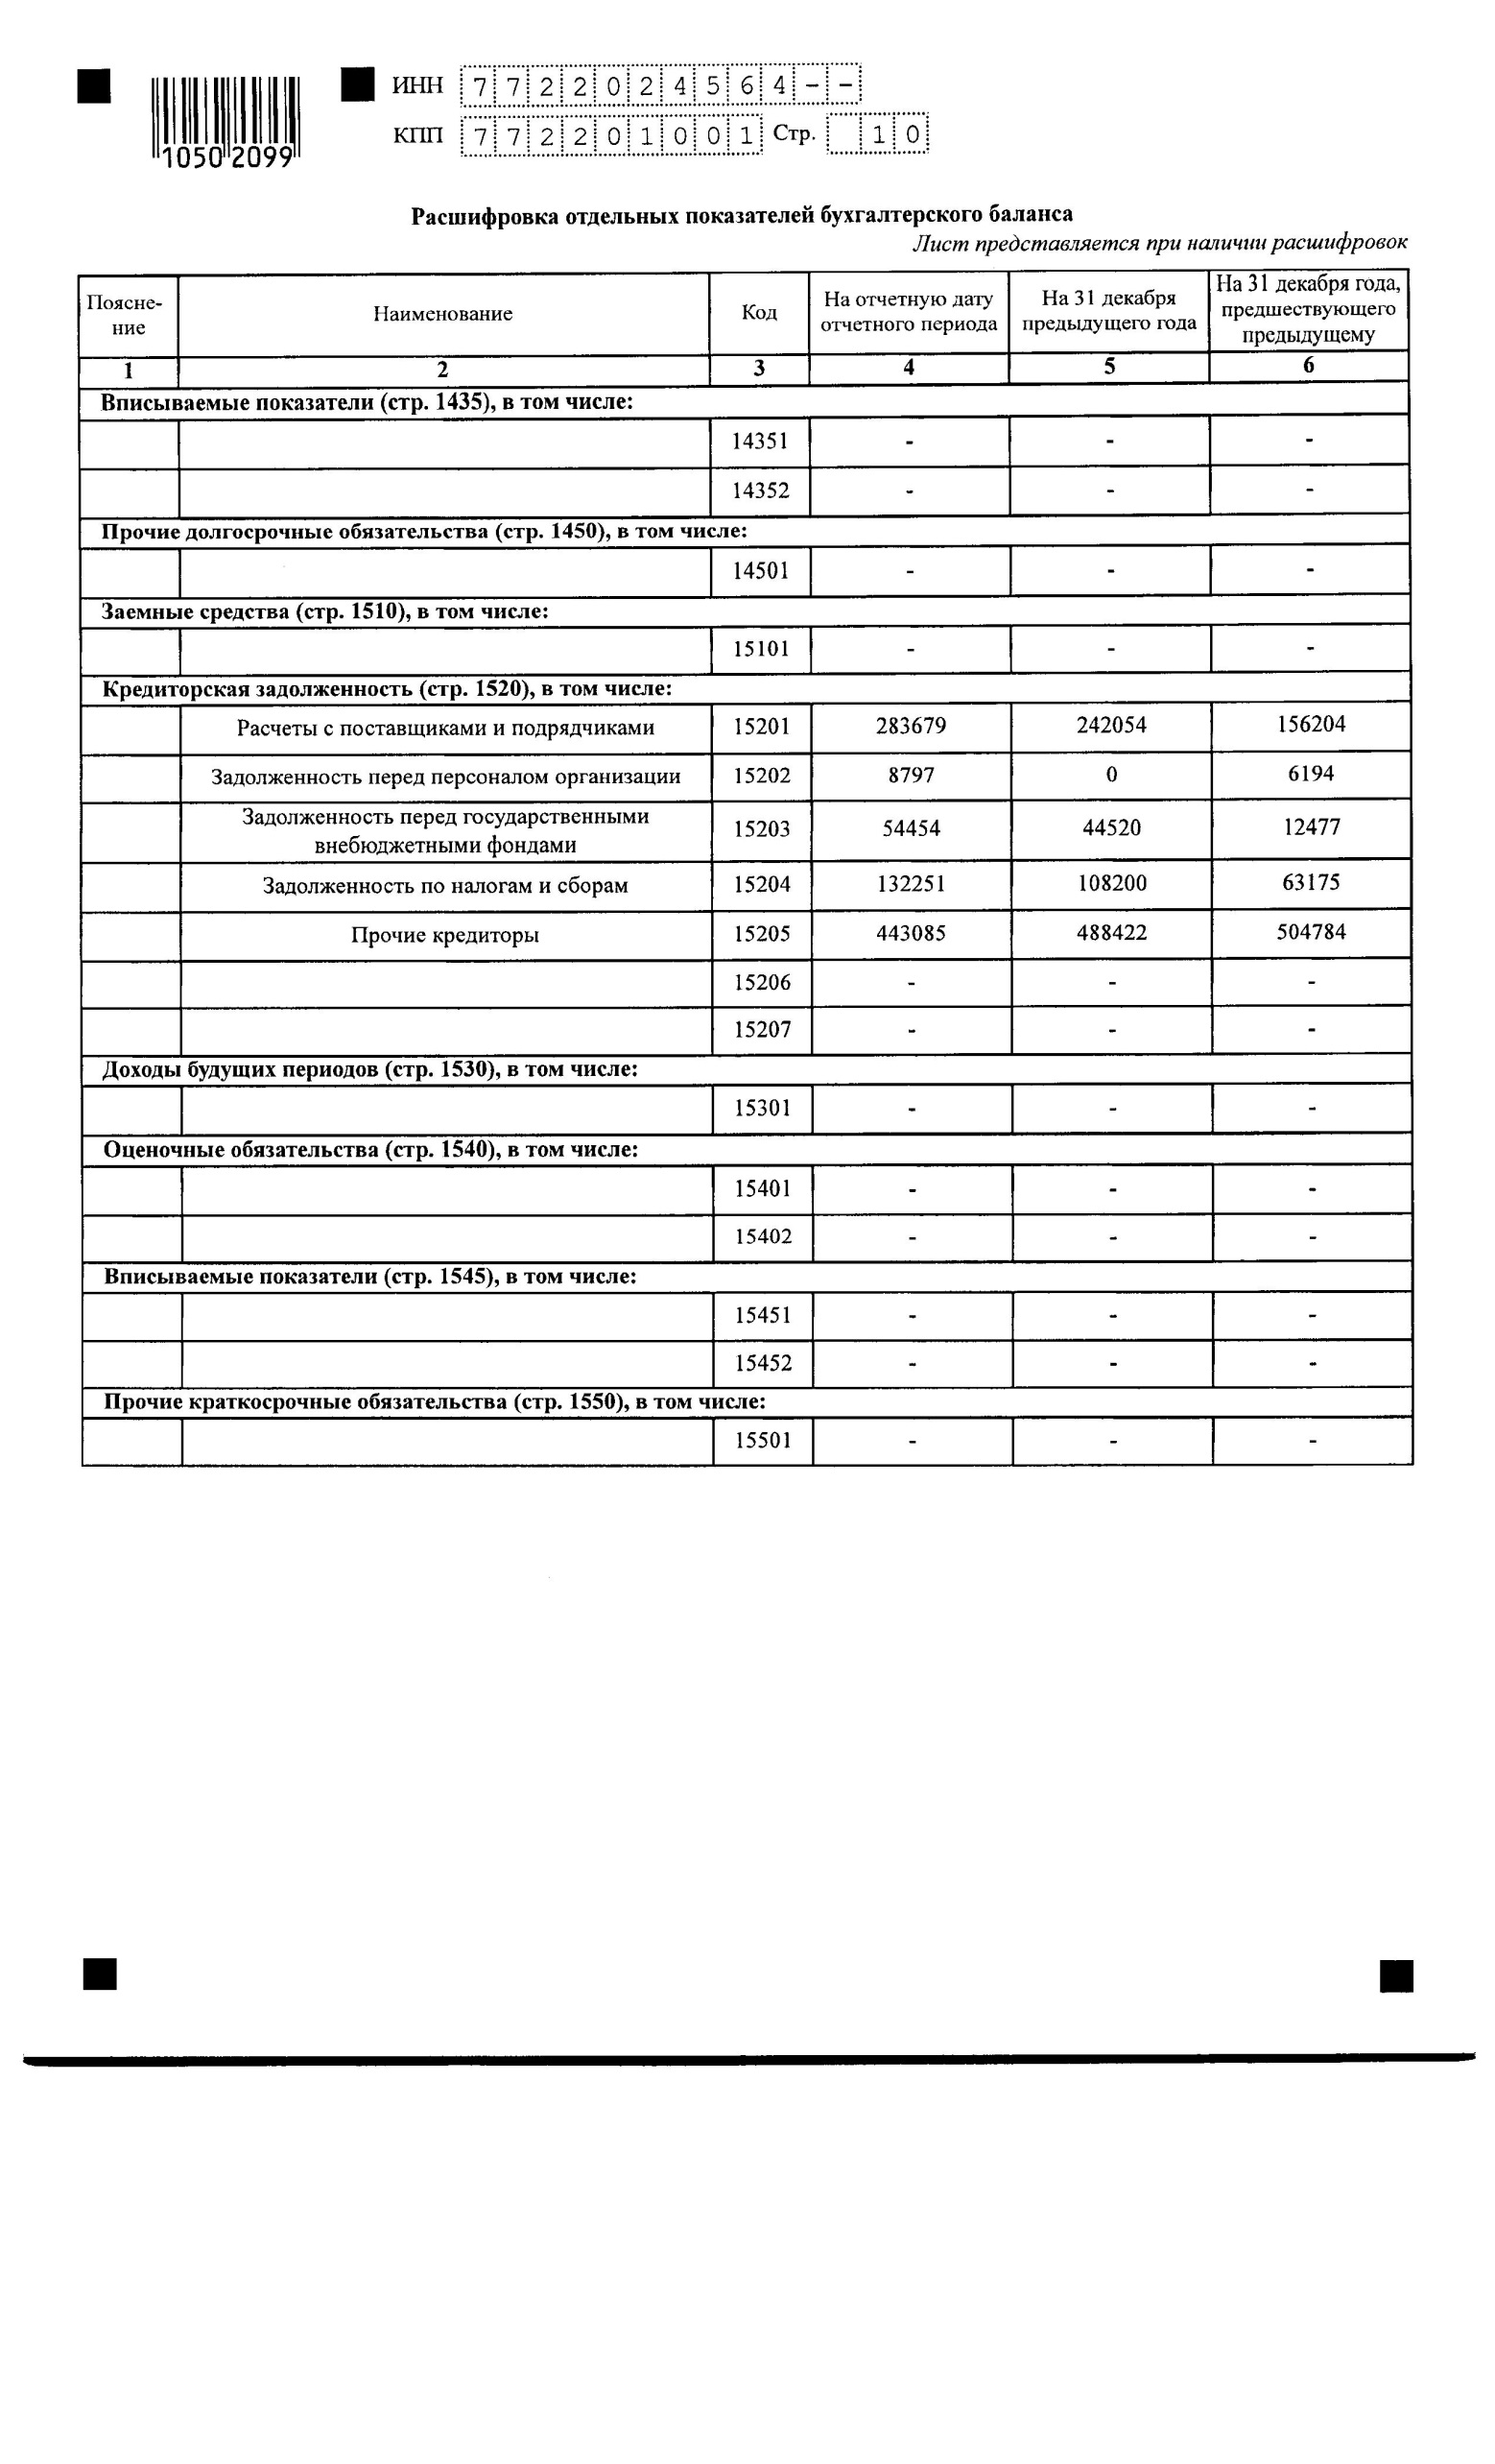 ИНН 7722024564--
КПП 772201001 Стр. 10
1050 2099
Расшифровка отдельных показателей бухгалтерского баланса
Лист представляется при наличии расшифровок
Поясне-
ние
Наименование
Код
На отчетную дату
отчетного периода
На 31 декабря
предыдущего года
На 31 декабря года,
предшествующего
предыдущему
1 2 3 4 5 6
Вписываемые показатели (стр. 1435), в том числе:
14351 - - -
14352 - - -
Прочие долгосрочные обязательства (стр. 1450), в том числе:
14501 - - -
Заемные средства (стр. 1510), в том числе:
15101 - - -
Кредиторская задолженность (стр. 1520), в том числе:
Расчеты с поставщиками и подрядчиками 15201 283679 242054 156204
Задолженность перед персоналом организации 15202 8797 0 6194
Задолженность перед государственными
внебюджетными фондами 15203 54454 44520 12477
Задолженность по налогам и сборам 15204 132251 108200 63175
Прочие кредиторы 15205 443085 488422 504784
15206 - - -
15207 - - -
Доходы будущих периодов (стр. 1530), в том числе:
15301 - - -
Оценочные обязательства (стр. 1540), в том числе:
15401 - - -
15402 - - -
Вписываемые показатели (стр. 1545), в том числе:
15451 - - -
15452 - - -
Прочие краткосрочные обязательства (стр. 1550), в том числе:
15501 - - -